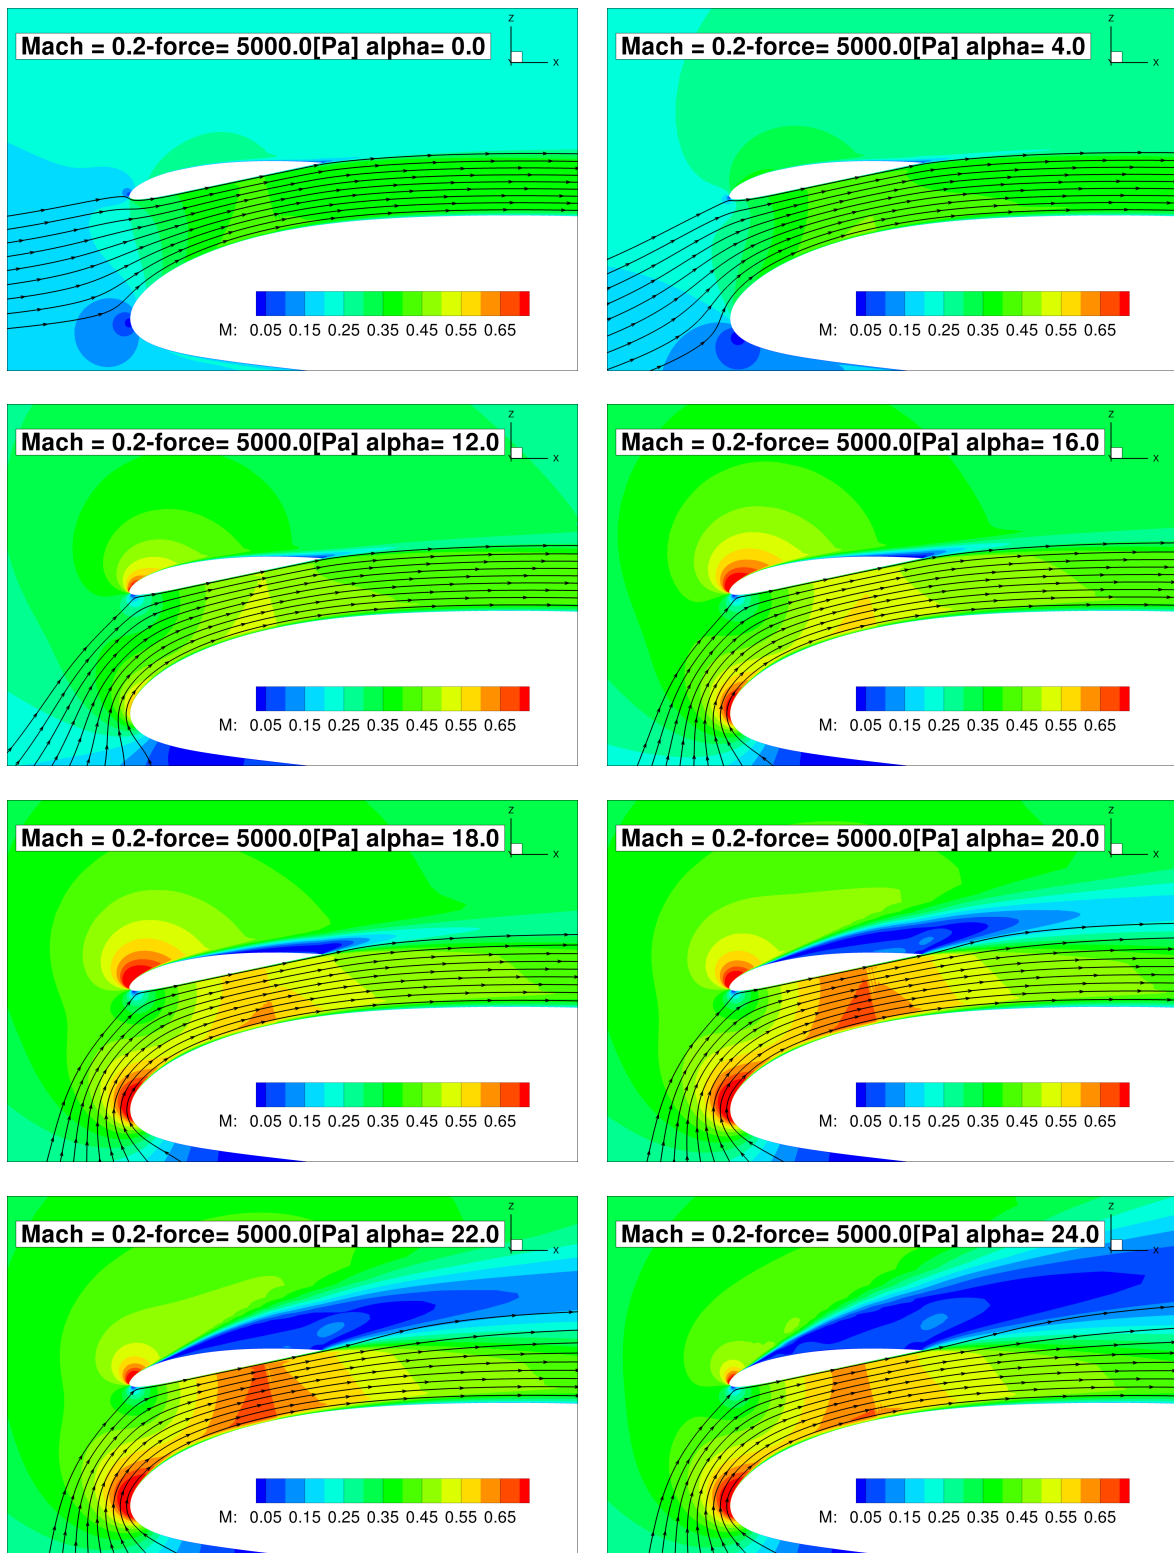 Mach = 0.2-force= 5000.0[Pa] alpha= 0.0
Z
X
M: 0.05 0.15 0.25 0.35 0.45 0.55 0.65
Mach = 0.2-force= 5000.0[Pa] alpha= 4.0
Z
X
M: 0.05 0.15 0.25 0.35 0.45 0.55 0.65
Mach = 0.2-force= 5000.0[Pa] alpha= 12.0
Z
X
M: 0.05 0.15 0.25 0.35 0.45 0.55 0.65
Mach = 0.2-force= 5000.0[Pa] alpha= 16.0
Z
X
M: 0.05 0.15 0.25 0.35 0.45 0.55 0.65
Mach = 0.2-force= 5000.0[Pa] alpha= 18.0
Z
X
M: 0.05 0.15 0.25 0.35 0.45 0.55 0.65
Mach = 0.2-force= 5000.0[Pa] alpha= 20.0
Z
X
M: 0.05 0.15 0.25 0.35 0.45 0.55 0.65
Mach = 0.2-force= 5000.0[Pa] alpha= 22.0
Z
X
M: 0.05 0.15 0.25 0.35 0.45 0.55 0.65
Mach = 0.2-force= 5000.0[Pa] alpha= 24.0
Z
X
M: 0.05 0.15 0.25 0.35 0.45 0.55 0.65